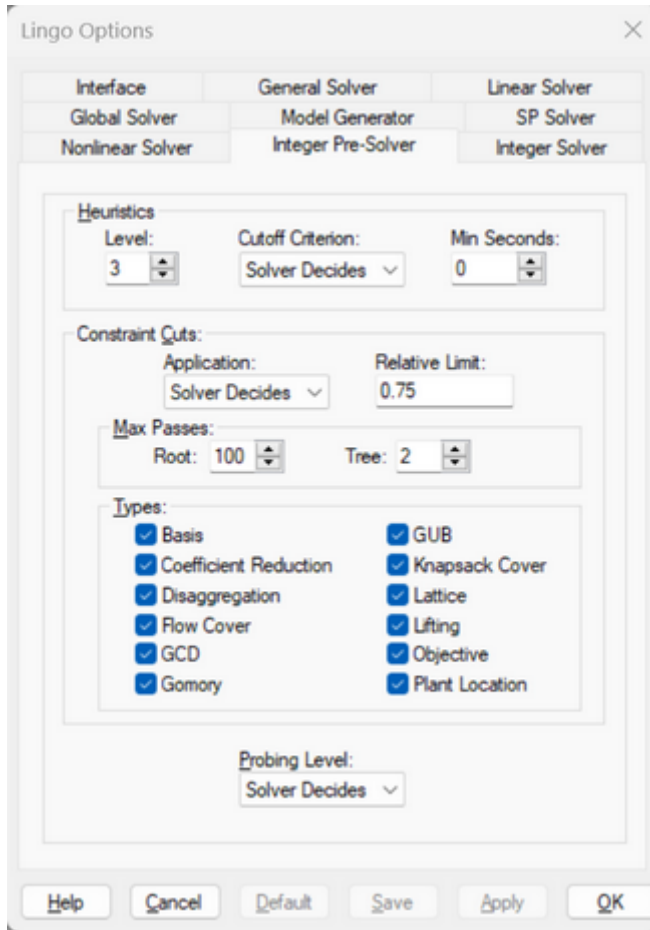 Lingo Options
Interface General Solver Linear Solver
Global Solver Model Generator SP Solver
Nonlinear Solver Integer Pre-Solver Integer Solver
Heuristics
Level: Cutoff Criterion: Min Seconds:
3 Solver Decides 0
Constraint Cuts:
Application: Relative Limit:
Solver Decides 0.75
Max Passes:
Root: 100 Tree: 2
Types:
Basis GUB
Coefficient Reduction Knapsack Cover
Disaggregation Lattice
Flow Cover Lifting
GCD Objective
Gomory Plant Location
Probing Level:
Solver Decides
Help Cancel Default Save Apply OK